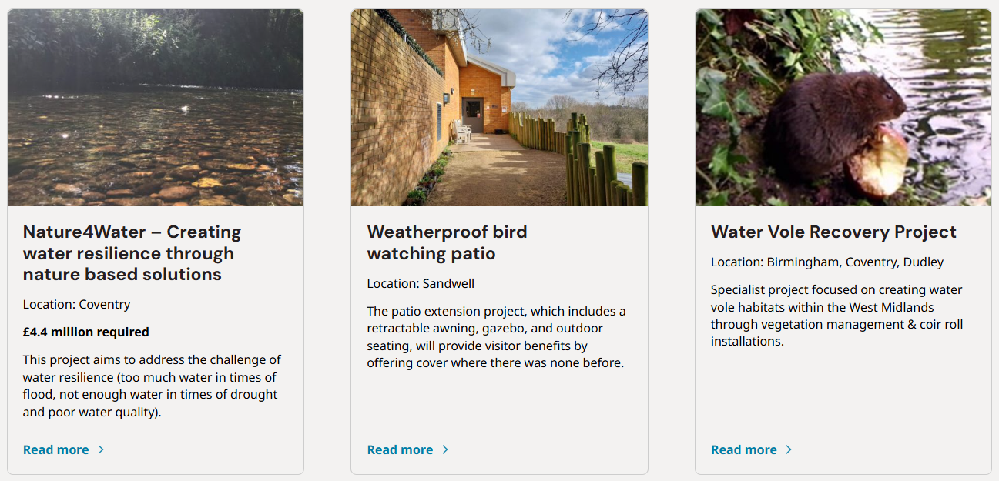 Nature4Water – Creating
water resilience through
nature based solutions
Location: Coventry
£4.4 million required
This project aims to address the challenge of
water resilience (too much water in times of
flood, not enough water in times of drought
and poor water quality).
Read more
Weatherproof bird
watching patio
Location: Sandwell
The patio extension project, which includes a
retractable awning, gazebo, and outdoor
seating, will provide visitor benefits by
offering cover where there was none before.
Read more
Water Vole Recovery Project
Location: Birmingham, Coventry, Dudley
Specialist project focused on creating water
vole habitats within the West Midlands
through vegetation management & coir roll
installations.
Read more